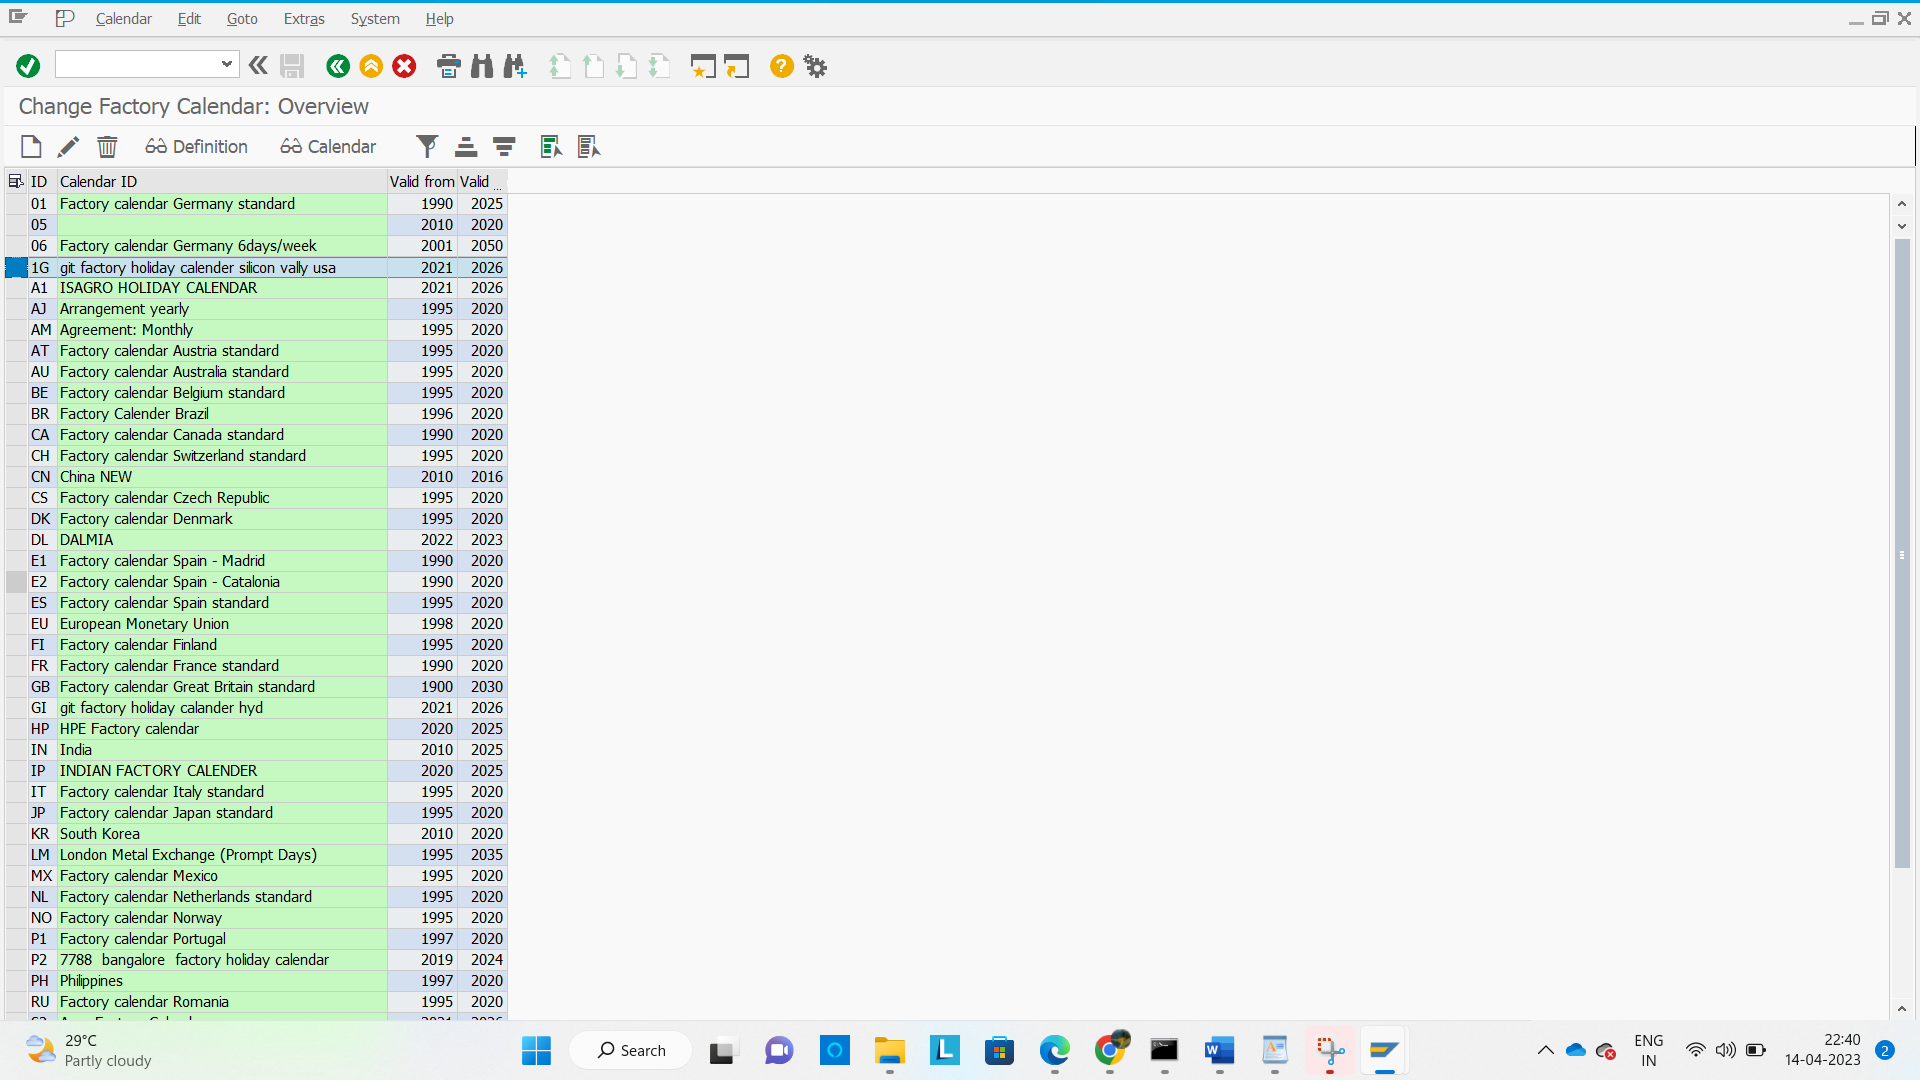 Calendar Edit Goto Extras System Help
Change Factory Calendar: Overview
Definition Calendar
ID Calendar ID Valid from Valid ...
01 Factory calendar Germany standard 1990 2025
05 2010 2020
06 Factory calendar Germany 6days/week 2001 2050
1G git factory holiday calender silicon vally usa 2021 2026
A1 ISAGRO HOLIDAY CALENDAR 2021 2026
AJ Arrangement yearly 1995 2020
AM Agreement: Monthly 1995 2020
AT Factory calendar Austria standard 1995 2020
AU Factory calendar Australia standard 1995 2020
BE Factory calendar Belgium standard 1995 2020
BR Factory Calender Brazil 1996 2020
CA Factory calendar Canada standard 1990 2020
CH Factory calendar Switzerland standard 1995 2020
CN China NEW 2010 2016
CS Factory calendar Czech Republic 1995 2020
DK Factory calendar Denmark 1995 2020
DL DALMIA 2022 2023
E1 Factory calendar Spain - Madrid 1990 2020
E2 Factory calendar Spain - Catalonia 1990 2020
ES Factory calendar Spain standard 1995 2020
EU European Monetary Union 1998 2020
FI Factory calendar Finland 1995 2020
FR Factory calendar France standard 1990 2020
GB Factory calendar Great Britain standard 1900 2030
GI git factory holiday calander hyd 2021 2026
HP HPE Factory calendar 2020 2025
IN India 2010 2025
IP INDIAN FACTORY CALENDER 2020 2025
IT Factory calendar Italy standard 1995 2020
JP Factory calendar Japan standard 1995 2020
KR South Korea 2010 2020
LM London Metal Exchange (Prompt Days) 1995 2035
MX Factory calendar Mexico 1995 2020
NL Factory calendar Netherlands standard 1995 2020
NO Factory calendar Norway 1995 2020
P1 Factory calendar Portugal 1997 2020
P2 7788 bangalore factory holiday calendar 2019 2024
PH Philippines 1997 2020
RU Factory calendar Romania 1995 2020
29°C
Partly cloudy
Search
ENG
IN
22:40
14-04-2023
2